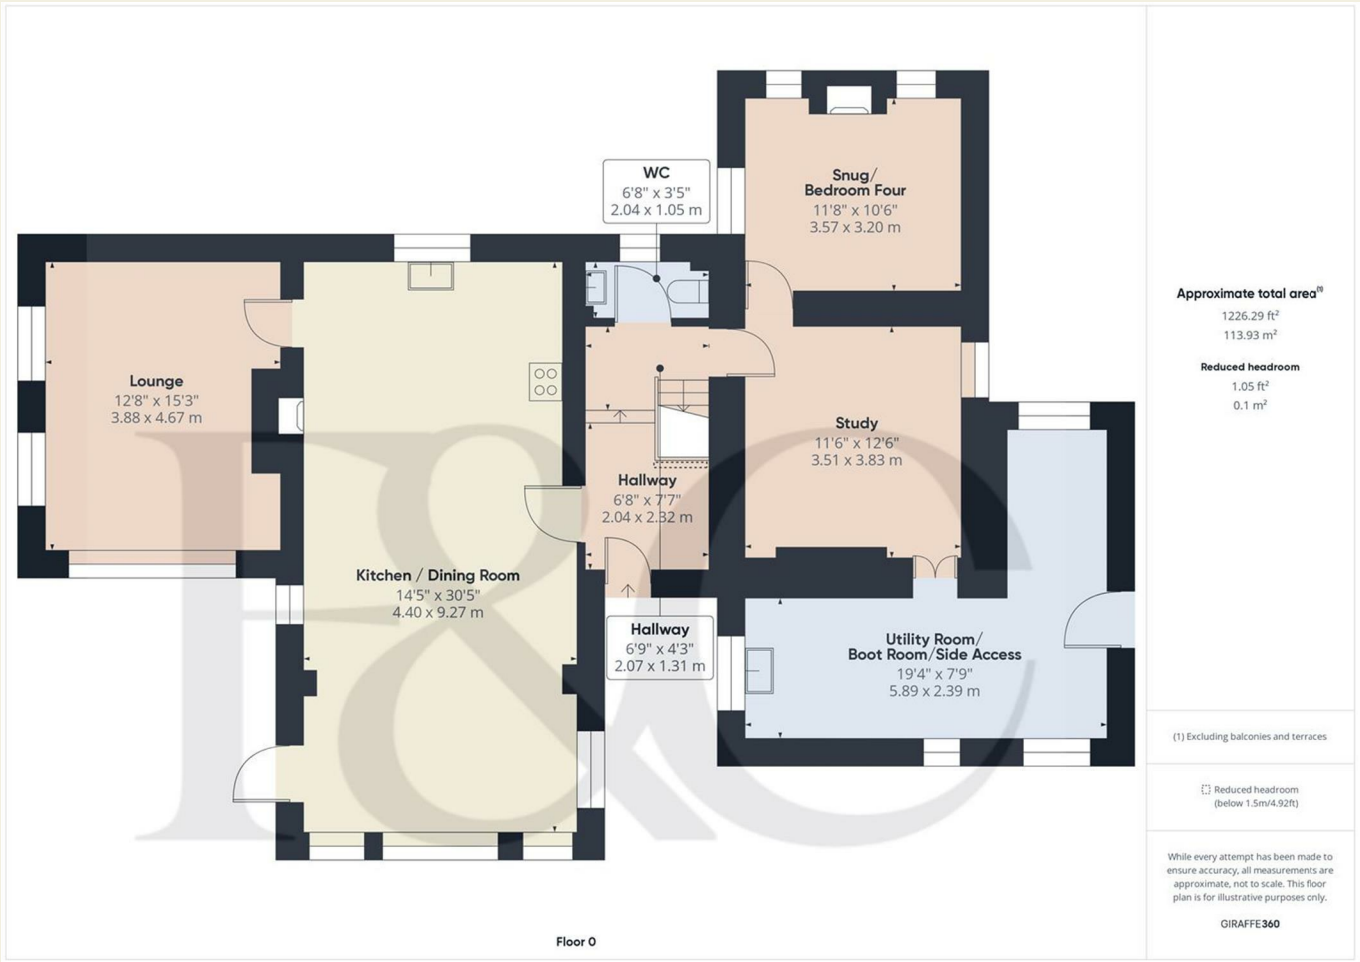 WC
6'8" x 3'5"
2.04 x 1.05 m
Snug/
Bedroom Four
11'8" x 10'6"
3.57 x 3.20 m
Lounge
12'8" x 15'3"
3.88 x 4.67 m
Study
11'6" x 12'6"
3.51 x 3.83 m
Hallway
6'8" x 7'7"
2.04 x 2.32 m
Kitchen / Dining Room
14'5" x 30'5"
4.40 x 9.27 m
Hallway
6'9" x 4'3"
2.07 x 1.31 m
Utility Room/
Boot Room/Side Access
19'4" x 7'9"
5.89 x 2.39 m
F&C
Floor 0
Approximate total area(1)
1226.29 ft²
113.93 m²
Reduced headroom
1.05 ft²
0.1 m²
(1) Excluding balconies and terraces
Reduced headroom
(below 1.5m/4.92ft)
While every attempt has been made to
ensure accuracy, all measurements are
approximate, not to scale. This floor
plan is for illustrative purposes only.
GIRAFFE360